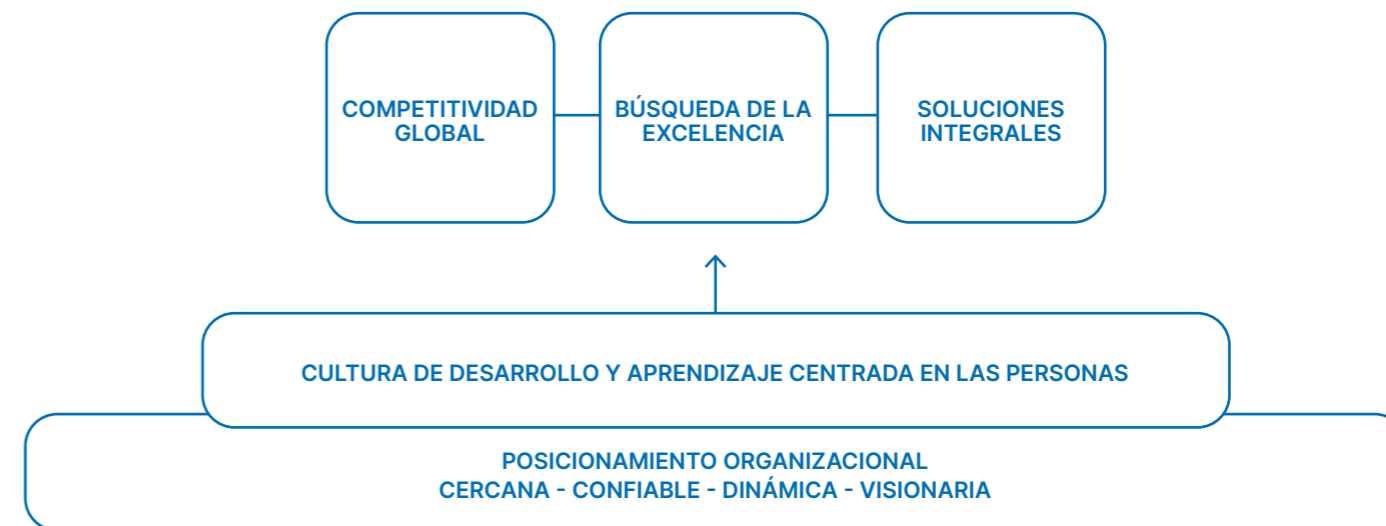 COMPETITIVIDAD
GLOBAL
BÚSQUEDA DE LA
EXCELENCIA
SOLUCIONES
INTEGRALES
CULTURA DE DESARROLLO Y APRENDIZAJE CENTRADA EN LAS PERSONAS
POSICIONAMIENTO ORGANIZACIONAL
CERCANA - CONFIABLE - DINÁMICA - VISIONARIA